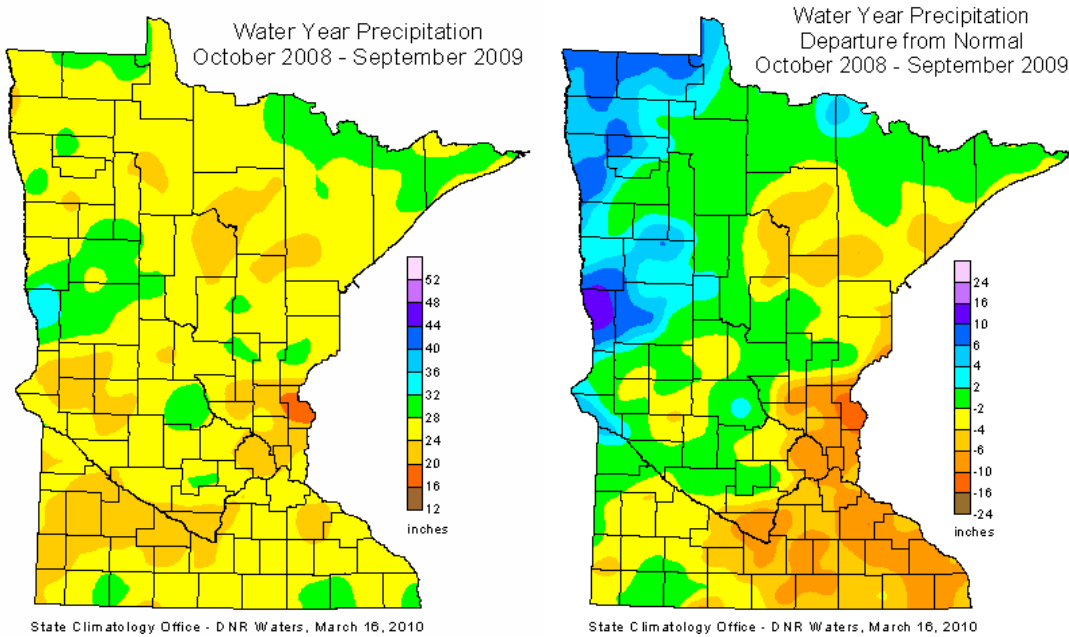 Water Year Precipitation
October 2008 - September 2009
52
48
44
40
36
32
28
24
20
16
12
inches
State Climatology Office - DNR Waters, March 16, 2010
Water Year Precipitation
Departure from Normal
October 2008 - September 2009
24
16
10
6
4
2
-2
-4
-6
-10
-16
-24
inches
State Climatology Office - DNR Waters, March 16, 2010